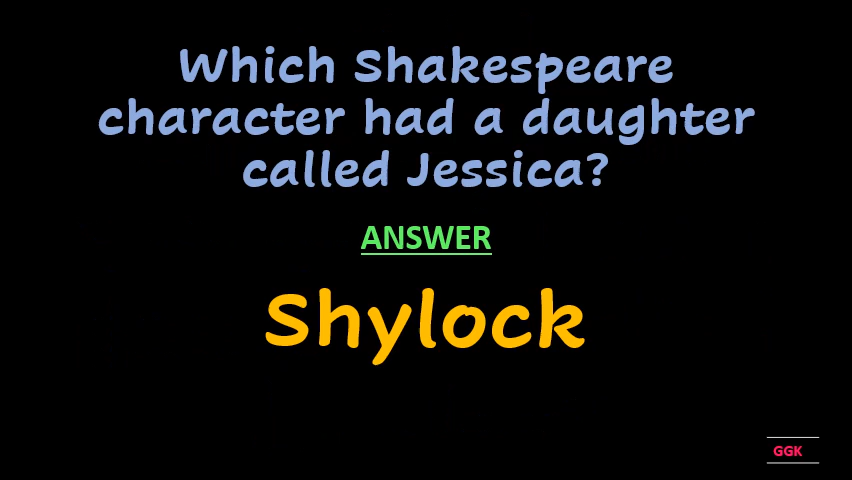 Which Shakespeare
character had a daughter
called Jessica?
ANSWER
Shylock
GGK